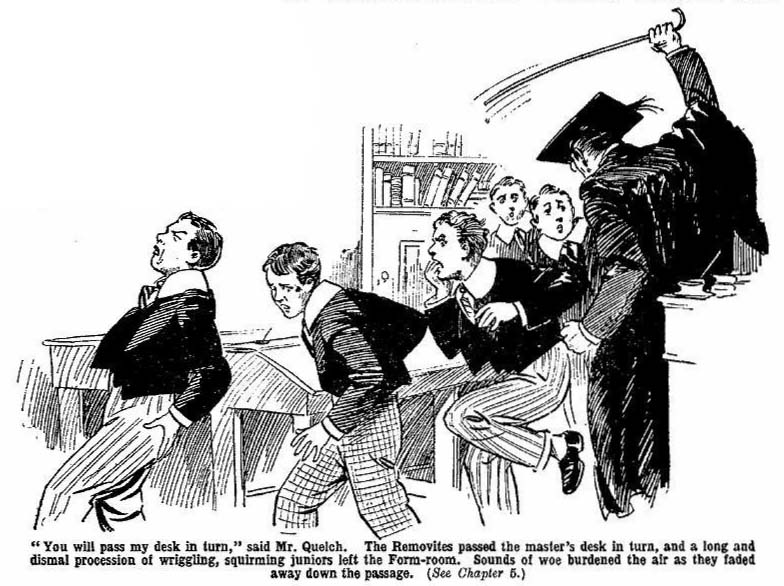 “You will pass my desk in turn,” said Mr. Quelch. The Removites passed the master’s desk in turn, and a long and
dismal procession of wriggling, squirming juniors left the Form-room. Sounds of woe burdened the air as they faded
away down the passage. (See Chapter 5.)